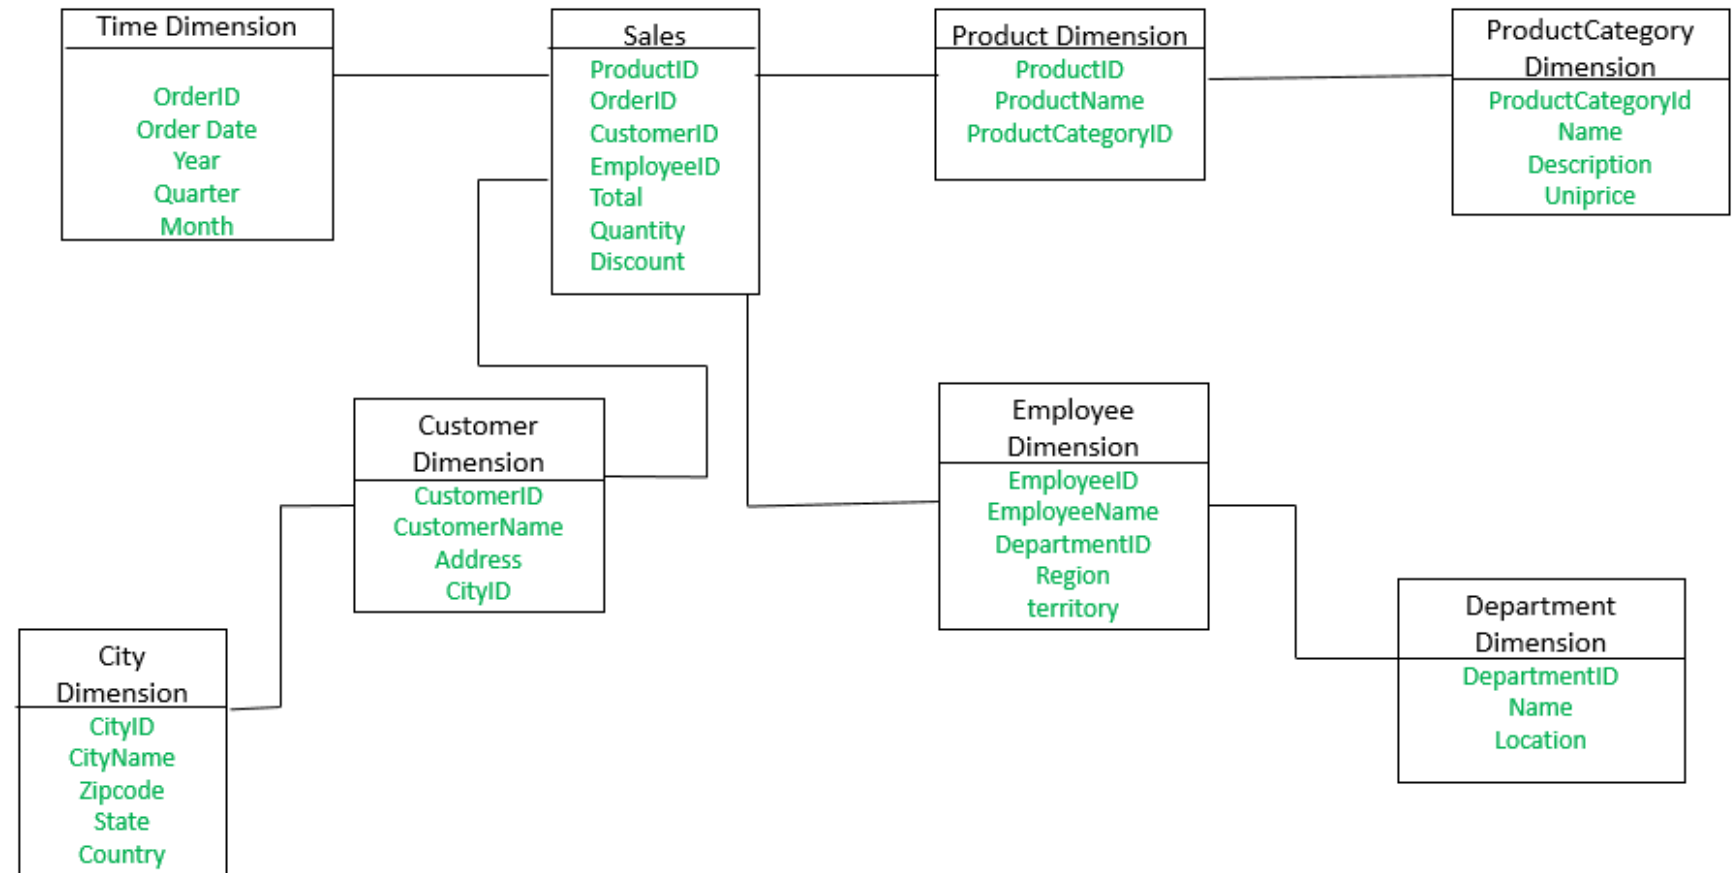 Time Dimension
OrderID
Order Date
Year
Quarter
Month
Sales
ProductID
OrderID
CustomerID
EmployeeID
Total
Quantity
Discount
Product Dimension
ProductID
ProductName
ProductCategoryID
ProductCategory
Dimension
ProductCategoryId
Name
Description
Uniprice
Customer
Dimension
CustomerID
CustomerName
Address
CityID
Employee
Dimension
EmployeeID
EmployeeName
DepartmentID
Region
territory
City
Dimension
CityID
CityName
Zipcode
State
Country
Department
Dimension
DepartmentID
Name
Location